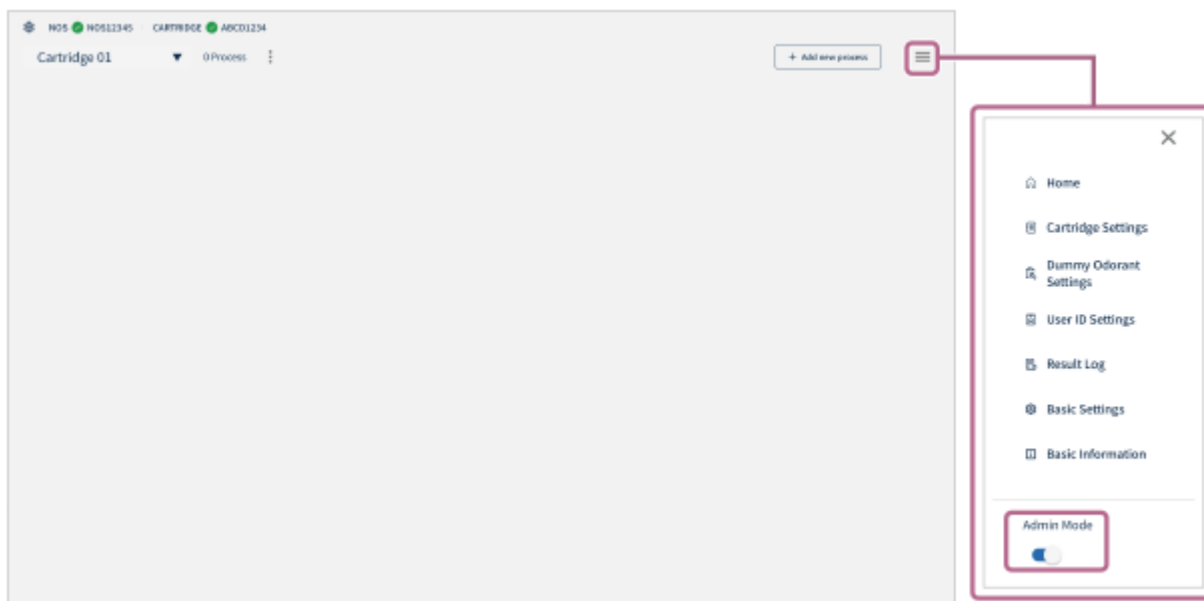 NOS NOS12345 CARTRIDGE ABCD1234
Cartridge 01 0 Process + Add new process
Home
Cartridge Settings
Dummy Odorant
Settings
User ID Settings
Result Log
Basic Settings
Basic Information
Admin Mode